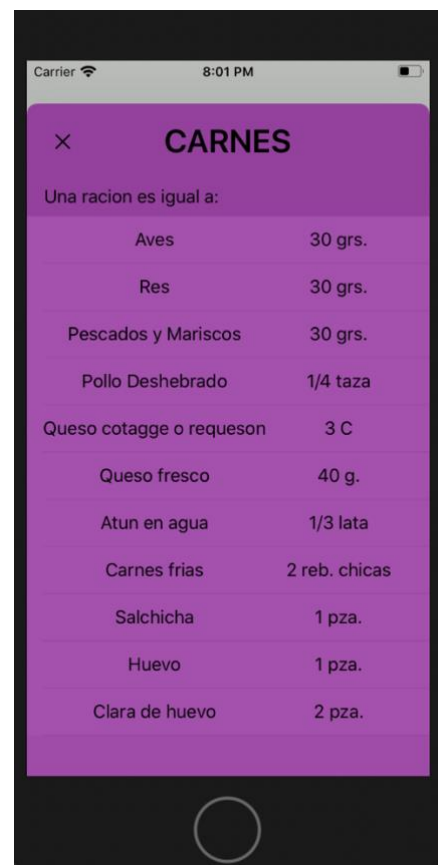 Carrier 8:01 PM
CARNES
Una racion es igual a:
Aves 30 grs.
Res 30 grs.
Pescados y Mariscos 30 grs.
Pollo Deshebrado 1/4 taza
Queso cotagge o requeson 3 C
Queso fresco 40 g.
Atun en agua 1/3 lata
Carnes frias 2 reb. chicas
Salchicha 1 pza.
Huevo 1 pza.
Clara de huevo 2 pza.